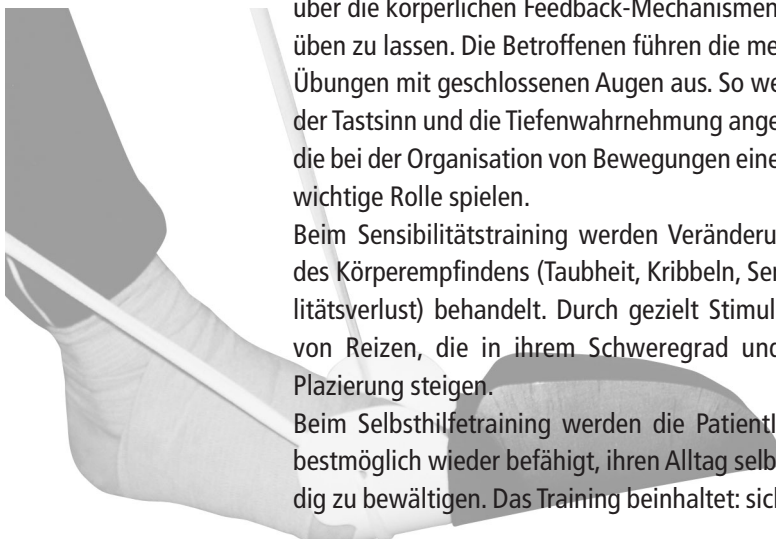 über die körperlichen Feedback-Mechanismen
üben zu lassen. Die Betroffenen führen die me
Übungen mit geschlossenen Augen aus. So we
der Tastsinn und die Tiefenwahrnehmung ange
die bei der Organisation von Bewegungen eine
wichtige Rolle spielen.
Beim Sensibilitätstraining werden Veränderu
des Körperempfindens (Taubheit, Kribbeln, Sen
litätsverlust) behandelt. Durch gezielt Stimul
von Reizen, die in ihrem Schweregrad und
Plazierung steigen.
Beim Selbsthilfetraining werden die PatientI
bestmöglich wieder befähigt, ihren Alltag selb
dig zu bewältigen. Das Training beinhaltet: sich